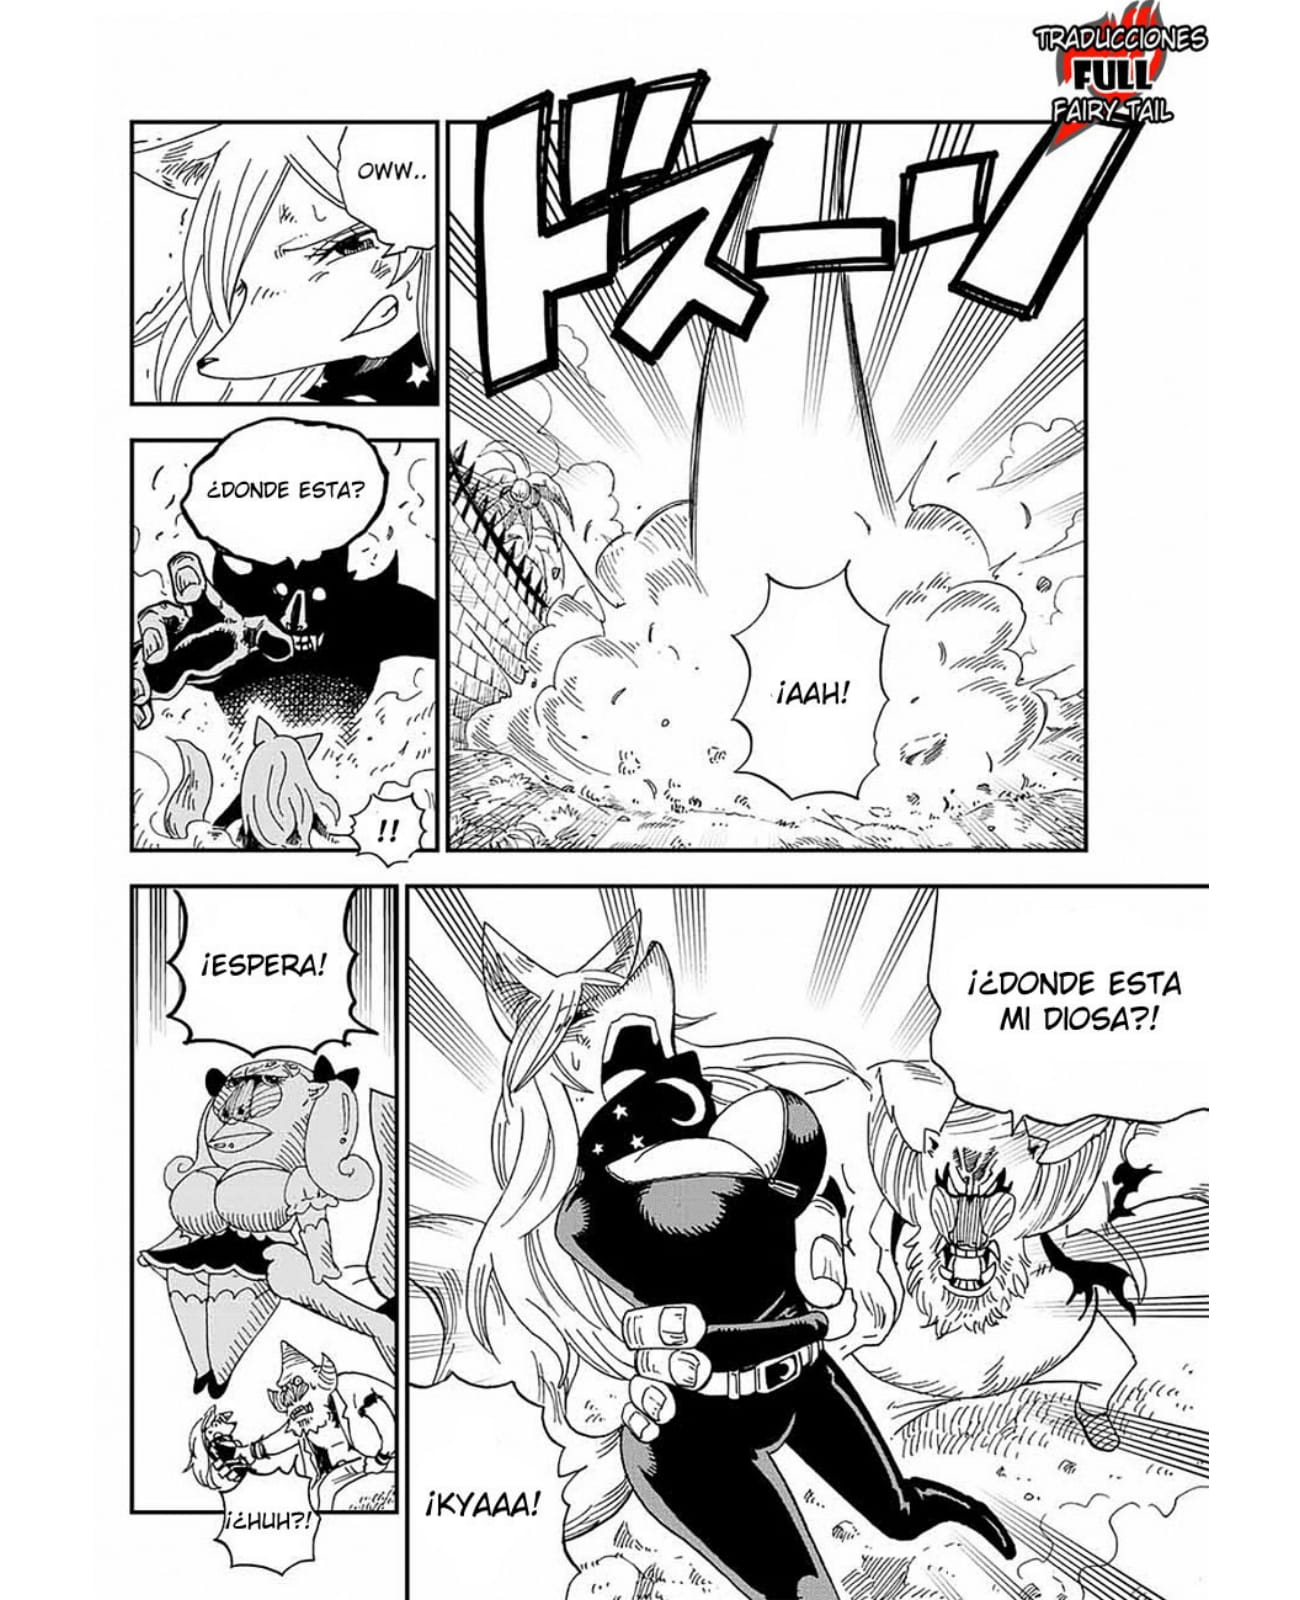 TRADUCCIONES
FULL
FAIRY TAIL
ドスーン
¡AAH!
OWW..
¿DONDE ESTA?
!!
¡¿DONDE ESTA
MI DIOSA?!
¡KYAAA!
¡ESPERA!
¡¿HUH?!